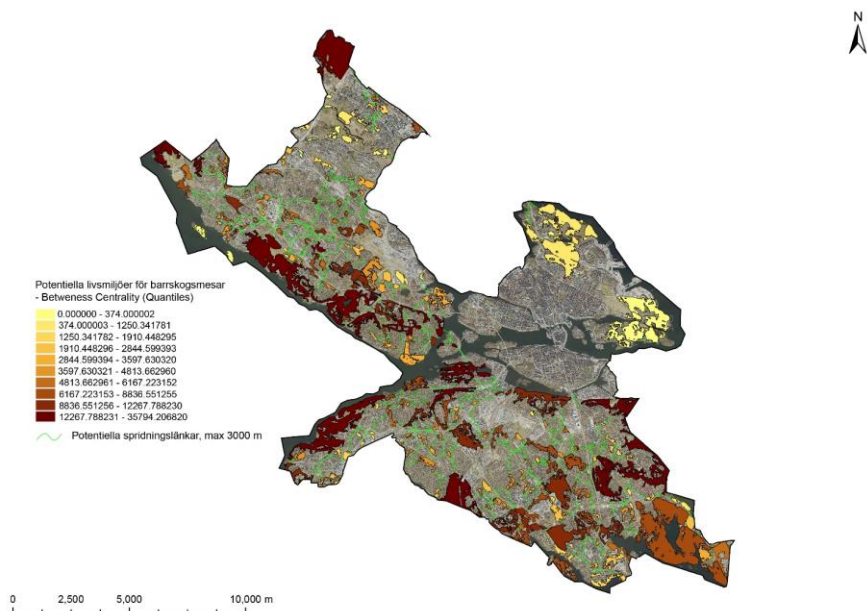 N
Potentiella livsmiljöer för barrskogsmesar
- Betweness Centrality (Quantiles)
0.000000 - 374.000002
374.000003 - 1250.341781
1250.341782 - 1910.448295
1910.448296 - 2844.599393
2844.599394 - 3597.630320
3597.630321 - 4813.662960
4813.662961 - 6167.223152
6167.223153 - 8836.551255
8836.551256 - 12267.788230
12267.788231 - 35794.206820
Potentiella spridningslänkar, max 3000 m
0 2,500 5,000 10,000 m